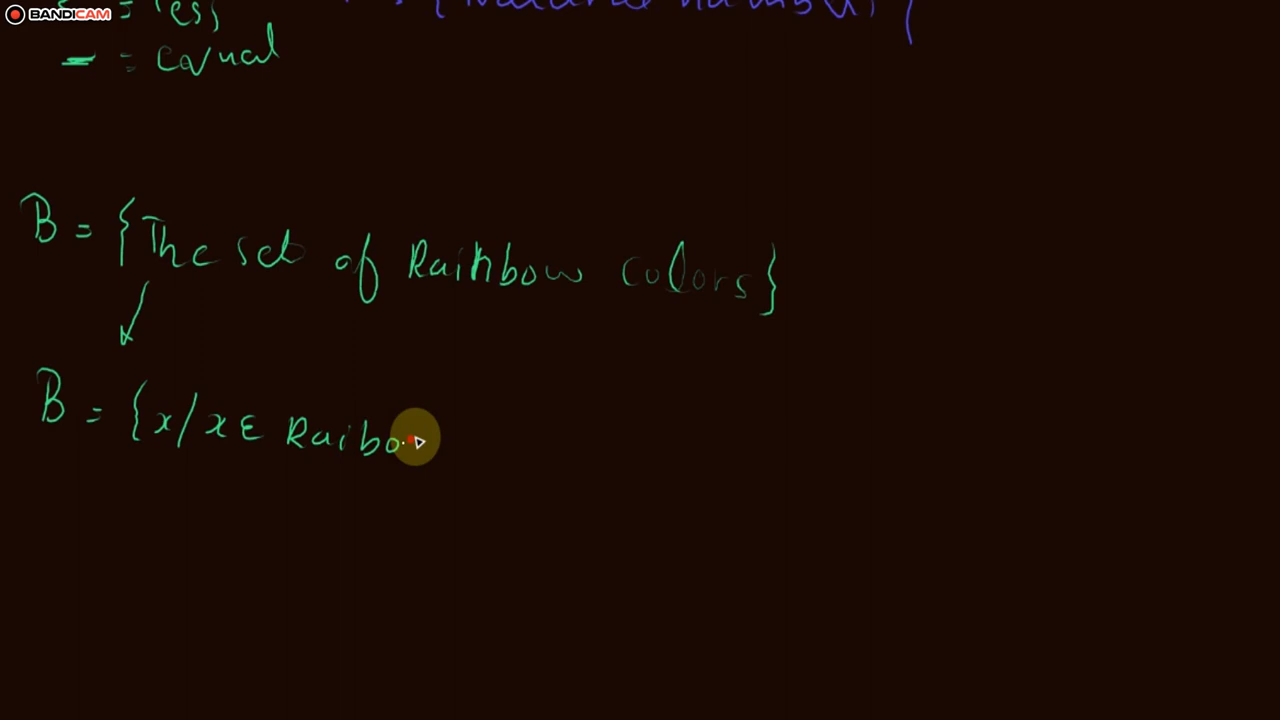 BANDICAM
= equal
B = {The set of Rainbow colors}
B = {x/x ε Raibo